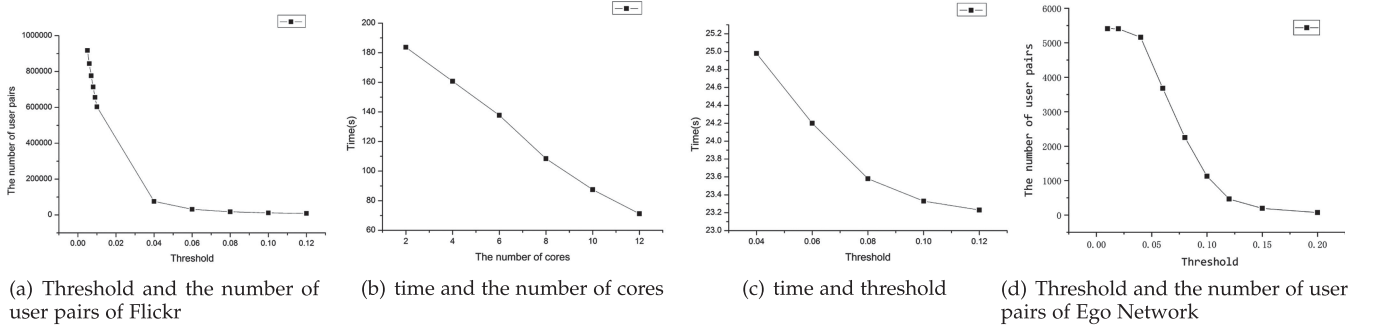 1000000
800000
600000
400000
200000
0
0.00 0.02 0.04 0.06 0.08 0.10 0.12
The number of user pairs
Threshold
(a) Threshold and the number of
user pairs of Flickr
200
180
160
140
120
100
80
60
2 4 6 8 10 12
Time(s)
The number of cores
(b) time and the number of cores
25.2
25.0
24.8
24.6
24.4
24.2
24.0
23.8
23.6
23.4
23.2
23.0
0.04 0.06 0.08 0.10 0.12
Time(s)
Threshold
(c) time and threshold
6000
5000
4000
3000
2000
1000
0
0.00 0.05 0.10 0.15 0.20
The number of user pairs
Threshold
(d) Threshold and the number of user
pairs of Ego Network